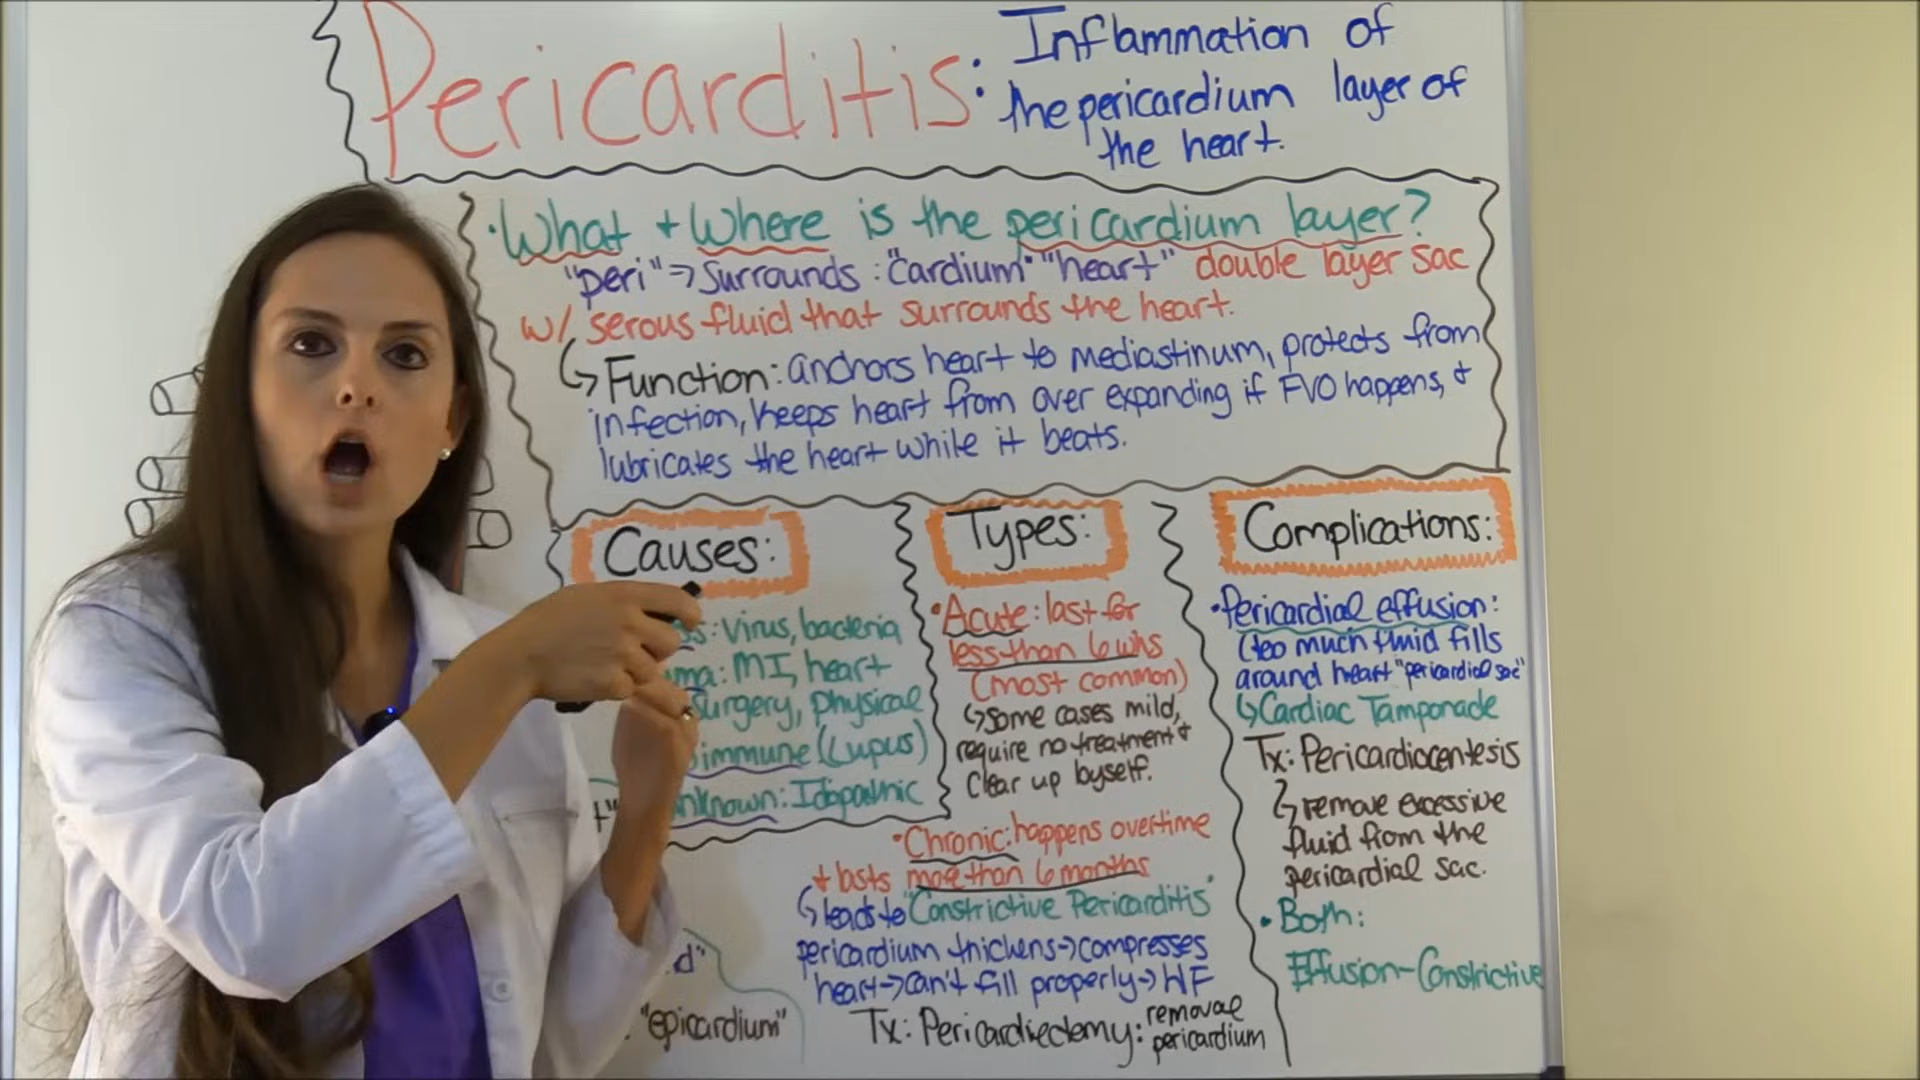 Pericarditis:
Inflammation of
the pericardium layer of
the heart.
• What + Where is the pericardium layer?
"peri" → Surrounds : "cardium" "heart" double layer sac
w/ serous fluid that surrounds the heart.
↳ Function: anchors heart to mediastinum, protects from
infection, keeps heart from over expanding if FVO happens, +
lubricates the heart while it beats.
Causes:
: Virus, bacteria
ma: MI, heart
Surgery, physical
immune (Lupus)
nknown: Idopathic
Types:
• Acute: last for
less than 6 wks
(most common)
↳ some cases mild,
require no treatment +
clear up byself.
• Chronic: happens overtime
+ lasts more than 6 months
↳ leads to "Constrictive Pericarditis"
pericardium thickens → compresses
heart → can't fill properly → HF
Tx: Pericardiectomy: removal
pericardium
Complications:
• Pericardial effusion:
(too much fluid fills
around heart "pericardial sac"
↳ Cardiac Tamponade
Tx: Pericardiocentesis
↳ remove excessive
fluid from the
pericardial sac.
• Both:
Effusion-Constrictive
d"
"epicardium"